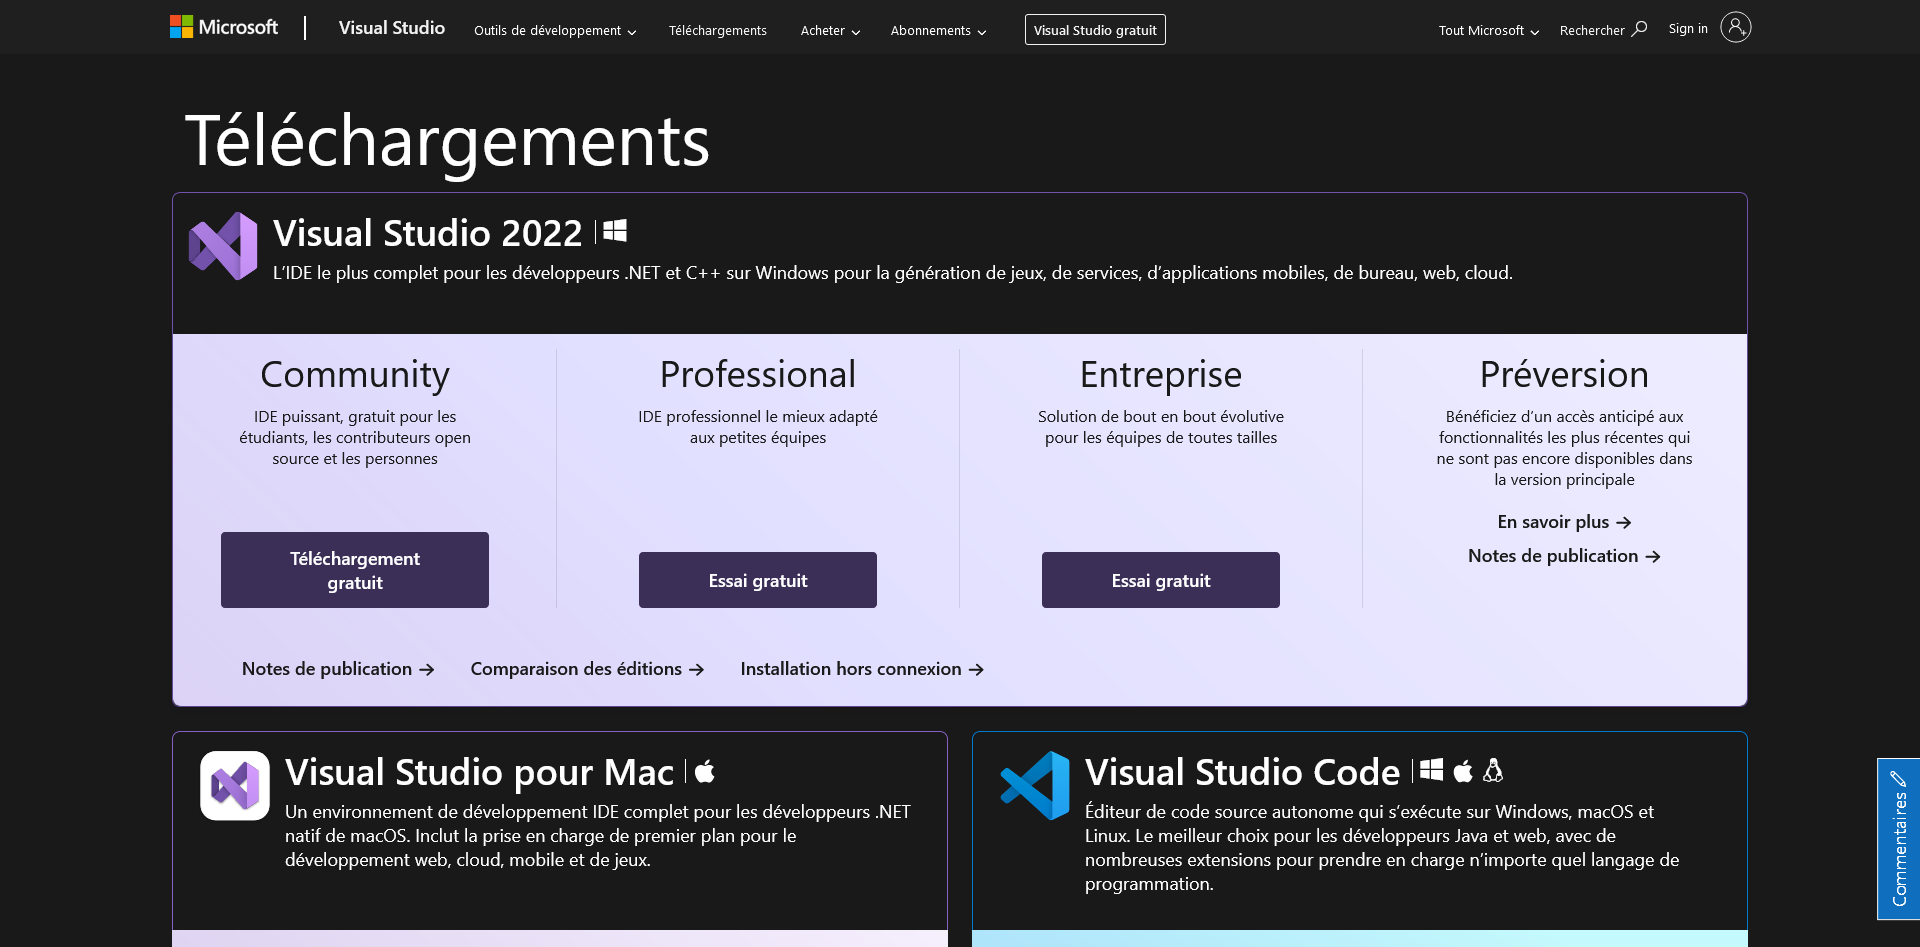 Microsoft
Visual Studio
Outils de développement
Téléchargements
Acheter
Abonnements
Visual Studio gratuit
Tout Microsoft
Rechercher
Sign in
Téléchargements
Visual Studio 2022
L’IDE le plus complet pour les développeurs .NET et C++ sur Windows pour la génération de jeux, de services, d’applications mobiles, de bureau, web, cloud.
Community
IDE puissant, gratuit pour les
étudiants, les contributeurs open
source et les personnes
Téléchargement
gratuit
Professional
IDE professionnel le mieux adapté
aux petites équipes
Essai gratuit
Entreprise
Solution de bout en bout évolutive
pour les équipes de toutes tailles
Essai gratuit
Préversion
Bénéficiez d’un accès anticipé aux
fonctionnalités les plus récentes qui
ne sont pas encore disponibles dans
la version principale
En savoir plus
Notes de publication
Notes de publication
Comparaison des éditions
Installation hors connexion
Visual Studio pour Mac
Un environnement de développement IDE complet pour les développeurs .NET
natif de macOS. Inclut la prise en charge de premier plan pour le
développement web, cloud, mobile et de jeux.
Visual Studio Code
Éditeur de code source autonome qui s’exécute sur Windows, macOS et
Linux. Le meilleur choix pour les développeurs Java et web, avec de
nombreuses extensions pour prendre en charge n’importe quel langage de
programmation.
Commentaires